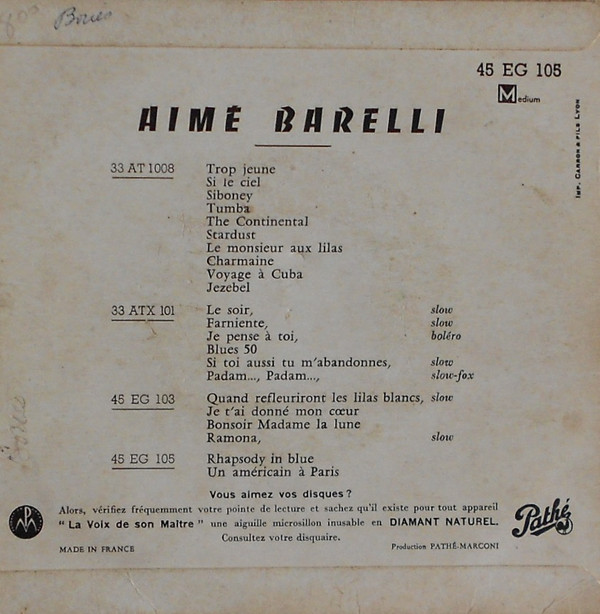 45 EG 105
Medium
AIMÉ BARELLI
33 AT 1008 Trop jeune
Si le ciel
Siboney
Tumba
The Continental
Stardust
Le monsieur aux lilas
Charmaine
Voyage à Cuba
Jezebel
33 ATX 101 Le soir, slow
Farniente, slow
Je pense à toi, boléro
Blues 50
Si toi aussi tu m'abandonnes, slow
Padam..., Padam..., slow-fox
45 EG 103 Quand refleuriront les lilas blancs, slow
Je t'ai donné mon cœur
Bonsoir Madame la lune
Ramona, slow
45 EG 105 Rhapsody in blue
Un américain à Paris
Vous aimez vos disques ?
Alors, vérifiez fréquemment votre pointe de lecture et sachez qu'il existe pour tout appareil
" La Voix de son Maître " une aiguille microsillon inusable en DIAMANT NATUREL.
Consultez votre disquaire.
MADE IN FRANCE
Production PATHÉ-MARCONI
Pathé
IMP. CARRON & FILS LYON